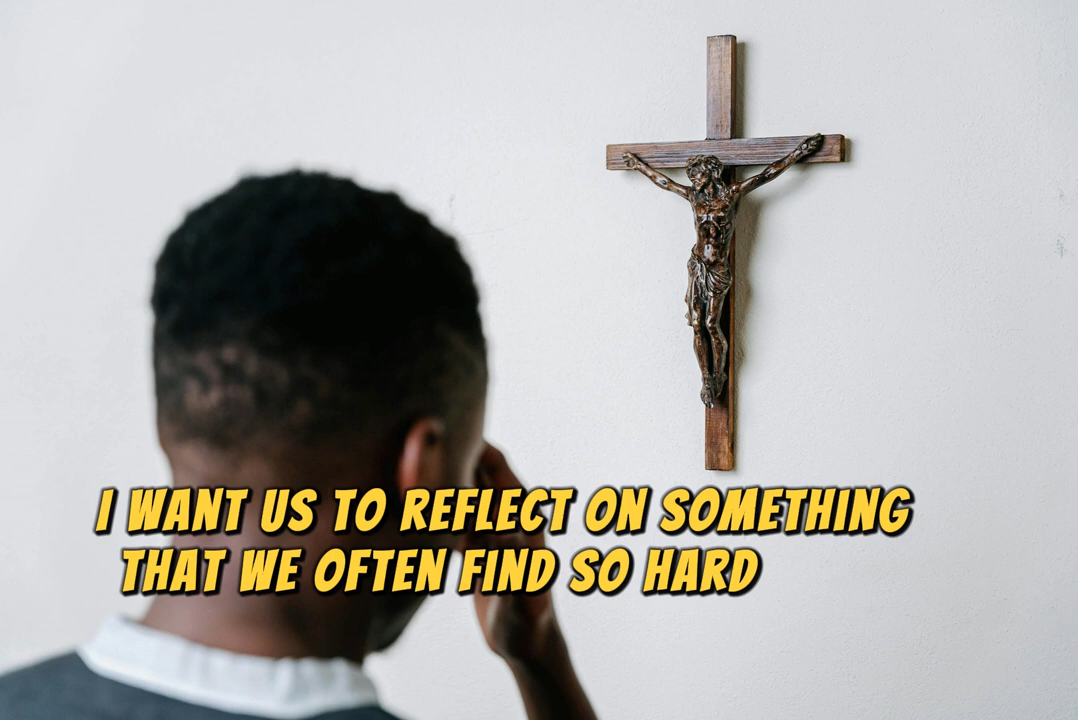 I WANT US TO REFLECT ON SOMETHING
THAT WE OFTEN FIND SO HARD